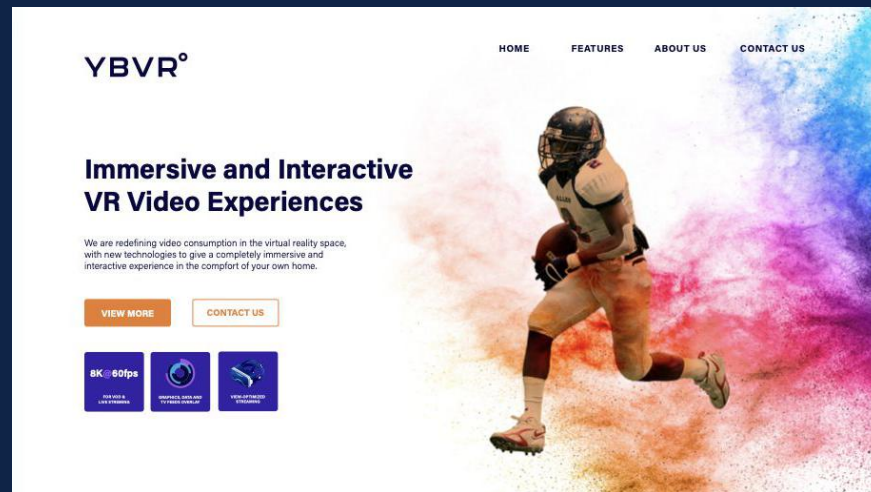 YBVR°
HOME FEATURES ABOUT US CONTACT US
Immersive and Interactive
VR Video Experiences
We are redefining video consumption in the virtual reality space,
with new technologies to give a completely immersive and
interactive experience in the compfort of your own home.
VIEW MORE CONTACT US
8K@60fps
FOR VOD &
LIVE STREAMING
GRAPHICS, DATA AND
TV FEEDS OVERLAY
VIEW-OPTIMIZED
STREAMING